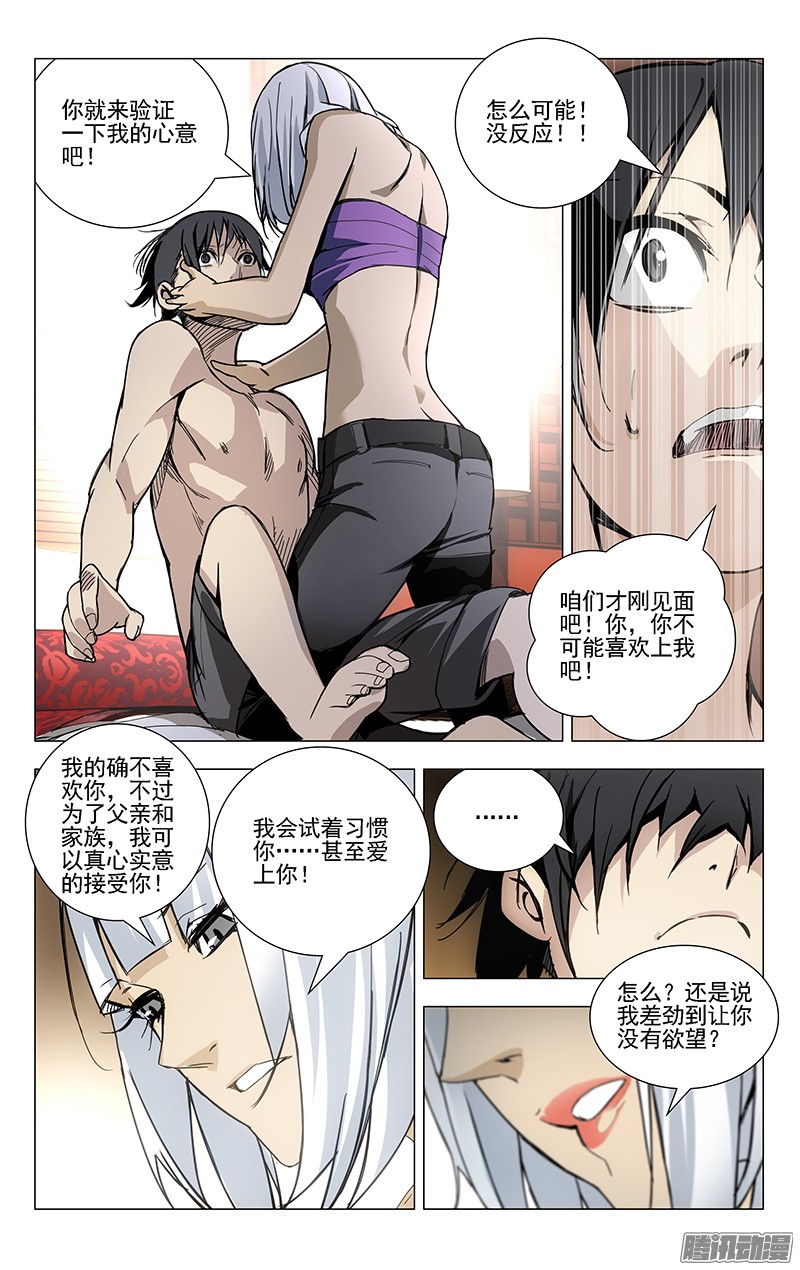 你就来验证
一下我的心意
吧！
怎么可能！
没反应！！
咱们才刚见面
吧！你，你不
可能喜欢上我
吧！
我的确不喜
欢你，不过
为了父亲和
家族，我可
以真心实意
的接受你！
我会试着习惯
你……甚至爱
上你！
……
怎么？还是说
我差劲到让你
没有欲望？
腾讯动漫